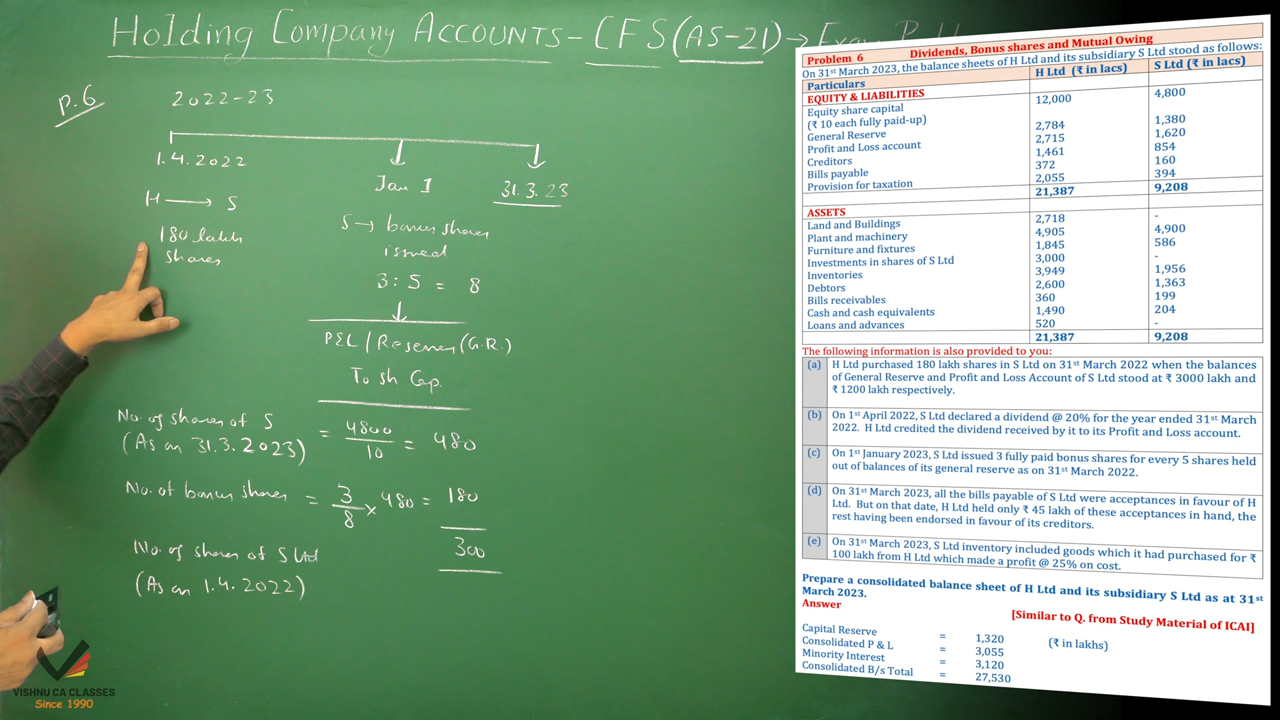 Holding Company Accounts - CFS (AS-21) →
P.6
2022-23
1.4.2022
Jan 1
31.3.23
H → S
180 lakh
shares
S → bonus shares
issued
3 : 5 = 8
P&L / Reserves (G.R.)
To Sh Cap.
No. of shares of S
(As on 31.3.2023)
= 4800/10 = 480
No. of bonus shares = 3/8 × 480 = 180
300
No. of shares of S Ltd
(As on 1.4.2022)
VISHNU CA CLASSES
Since 1990
Problem 6 Dividends, Bonus shares and Mutual Owing
On 31st March 2023, the balance sheets of H Ltd and its subsidiary S Ltd stood as follows:
Particulars H Ltd (₹ in lacs) S Ltd (₹ in lacs)
EQUITY & LIABILITIES
Equity share capital 12,000 4,800
(₹ 10 each fully paid-up)
General Reserve 2,784 1,380
Profit and Loss account 2,715 1,620
Creditors 1,461 854
Bills payable 372 160
Provision for taxation 2,055 394
21,387 9,208
ASSETS
Land and Buildings 2,718 -
Plant and machinery 4,905 4,900
Furniture and fixtures 1,845 586
Investments in shares of S Ltd 3,000 -
Inventories 3,949 1,956
Debtors 2,600 1,363
Bills receivables 360 199
Cash and cash equivalents 1,490 204
Loans and advances 520 -
21,387 9,208
The following information is also provided to you:
(a) H Ltd purchased 180 lakh shares in S Ltd on 31st March 2022 when the balances
of General Reserve and Profit and Loss Account of S Ltd stood at ₹ 3000 lakh and
₹ 1200 lakh respectively.
(b) On 1st April 2022, S Ltd declared a dividend @ 20% for the year ended 31st March
2022. H Ltd credited the dividend received by it to its Profit and Loss account.
(c) On 1st January 2023, S Ltd issued 3 fully paid bonus shares for every 5 shares held
out of balances of its general reserve as on 31st March 2022.
(d) On 31st March 2023, all the bills payable of S Ltd were acceptances in favour of H
Ltd. But on that date, H Ltd held only ₹ 45 lakh of these acceptances in hand, the
rest having been endorsed in favour of its creditors.
(e) On 31st March 2023, S Ltd inventory included goods which it had purchased for ₹
100 lakh from H Ltd which made a profit @ 25% on cost.
Prepare a consolidated balance sheet of H Ltd and its subsidiary S Ltd as at 31st
March 2023.
Answer
[Similar to Q. from Study Material of ICAI]
Capital Reserve = 1,320 (₹ in lakhs)
Consolidated P & L = 3,055
Minority Interest = 3,120
Consolidated B/s Total = 27,530